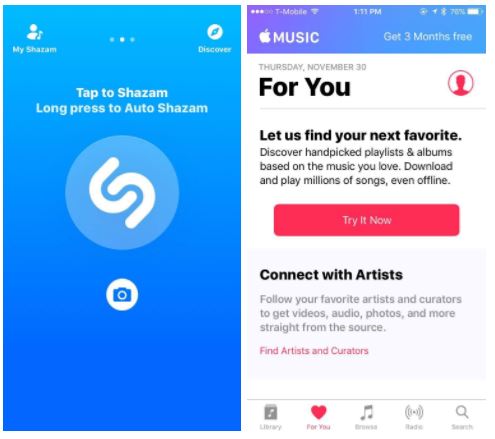 My Shazam
Discover
Tap to Shazam
Long press to Auto Shazam
T-Mobile
1:11 PM
76%
MUSIC
Get 3 Months free
THURSDAY, NOVEMBER 30
For You
Let us find your next favorite.
Discover handpicked playlists & albums
based on the music you love. Download
and play millions of songs, even offline.
Try It Now
Connect with Artists
Follow your favorite artists and curators
to get videos, audio, photos, and more
straight from the source.
Find Artists and Curators
Library
For You
Browse
Radio
Search